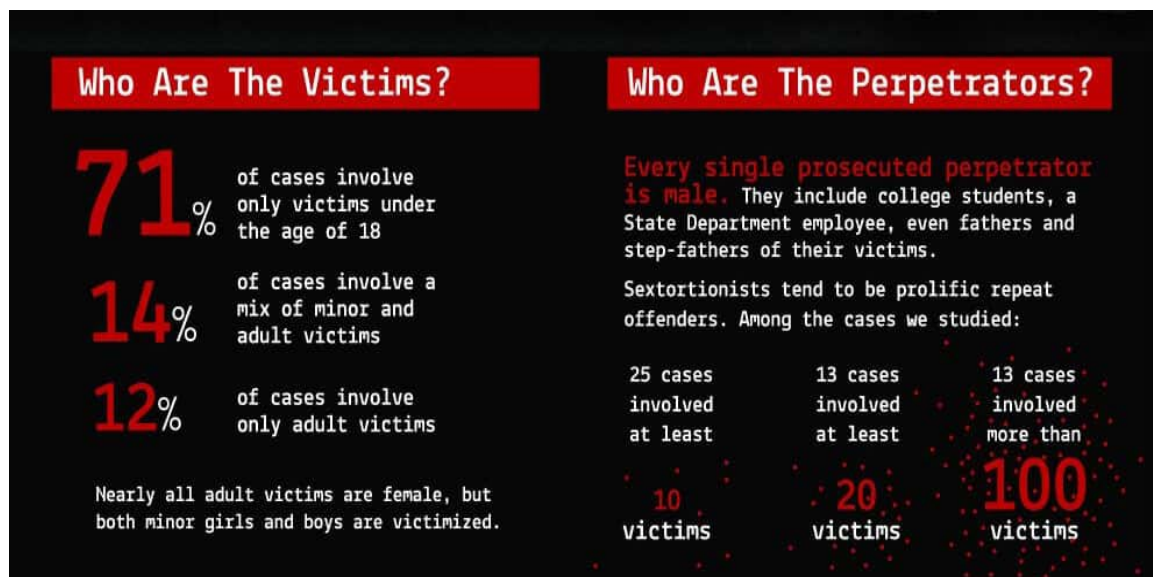 Who Are The Victims?
71%
of cases involve
only victims under
the age of 18
14%
of cases involve a
mix of minor and
adult victims
12%
of cases involve
only adult victims
Nearly all adult victims are female, but
both minor girls and boys are victimized.
Who Are The Perpetrators?
Every single prosecuted perpetrator
is male. They include college students, a
State Department employee, even fathers and
step-fathers of their victims.
Sextortionists tend to be prolific repeat
offenders. Among the cases we studied:
25 cases
involved
at least
10
victims
13 cases
involved
at least
20
victims
13 cases
involved
more than
100
victims